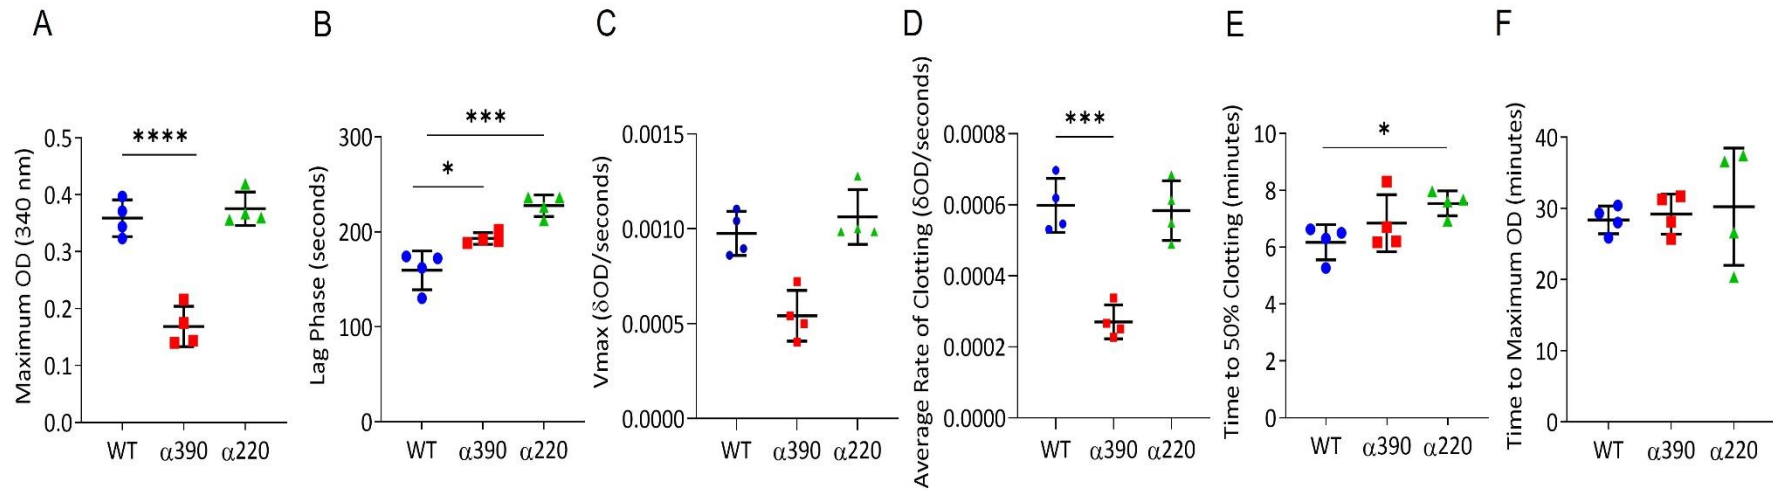 A
B
C
D
E
F
Maximum OD (340 nm)
0.5
0.4
0.3
0.2
0.1
0.0
****
WT α390 α220
Lag Phase (seconds)
300
200
100
0
***
*
WT α390 α220
Vmax (δOD/seconds)
0.0015
0.0010
0.0005
0.0000
WT α390 α220
Average Rate of Clotting (δOD/seconds)
0.0008
0.0006
0.0004
0.0002
0.0000
***
WT α390 α220
Time to 50% Clotting (minutes)
10
8
6
4
2
0
*
WT α390 α220
Time to Maximum OD (minutes)
40
30
20
10
0
WT α390 α220